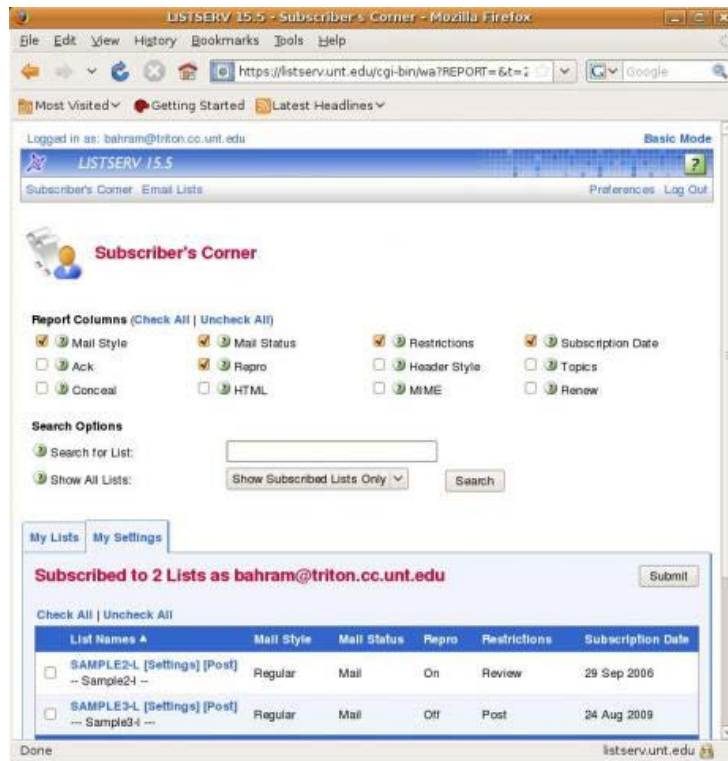 LISTSERV 15.5 - Subscriber's Corner - Mozilla Firefox
File Edit View History Bookmarks Tools Help
https://listserv.unt.edu/cgi-bin/wa?REPORT=&t=2 Google
Most Visited Getting Started Latest Headlines
Logged in as: bahram@triton.cc.unt.edu Basic Mode
LISTSERV 15.5 ?
Subscriber's Corner Email Lists Preferences Log Out
Subscriber's Corner
Report Columns (Check All | Uncheck All)
Mail Style Mail Status Restrictions Subscription Date
Ack Repro Header Style Topics
Conceal HTML MIME Renew
Search Options
Search for List:
Show All Lists: Show Subscribed Lists Only Search
My Lists My Settings
Subscribed to 2 Lists as bahram@triton.cc.unt.edu Submit
Check All | Uncheck All
List Names Mail Style Mail Status Repro Restrictions Subscription Date
SAMPLE2-L [Settings] [Post]
-- Sample2-l -- Regular Mail On Review 29 Sep 2006
SAMPLE3-L [Settings] [Post]
--- Sample3-l --- Regular Mail Off Post 24 Aug 2009
Done listserv.unt.edu